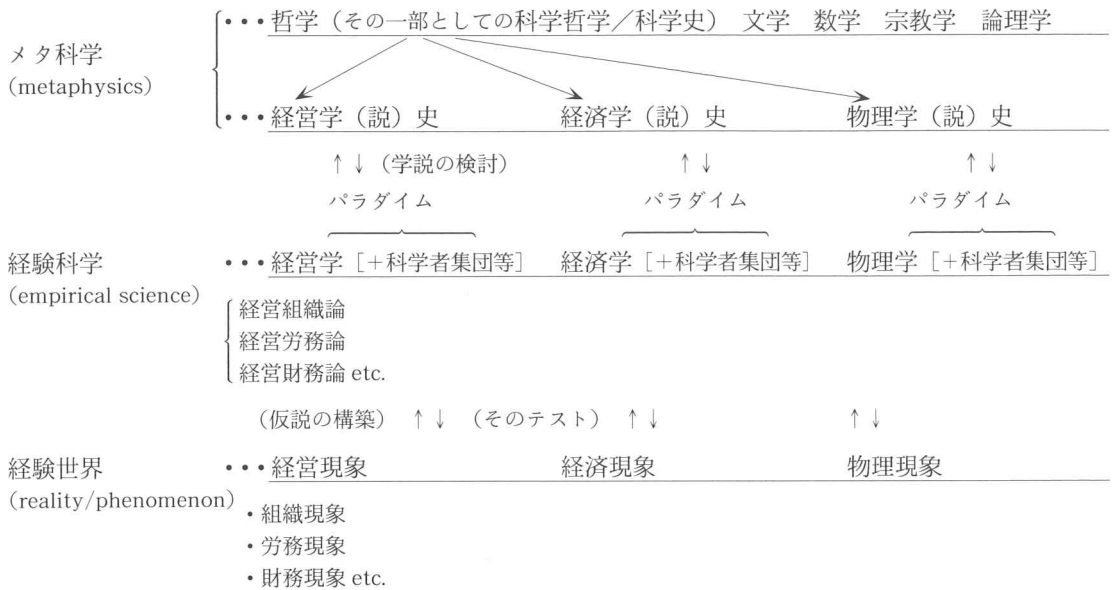 ・・・哲学（その一部としての科学哲学／科学史） 文学 数学 宗教学 論理学
メタ科学
(metaphysics)
・・・経営学（説）史 経済学（説）史 物理学（説）史
↑↓（学説の検討） ↑↓ ↑↓
パラダイム パラダイム パラダイム
経験科学 ・・・経営学［＋科学者集団等］ 経済学［＋科学者集団等］ 物理学［＋科学者集団等］
(empirical science)
経営組織論
経営労務論
経営財務論 etc.
（仮説の構築） ↑↓ （そのテスト） ↑↓ ↑↓
経験世界 ・・・経営現象 経済現象 物理現象
(reality/phenomenon)
・組織現象
・労務現象
・財務現象 etc.